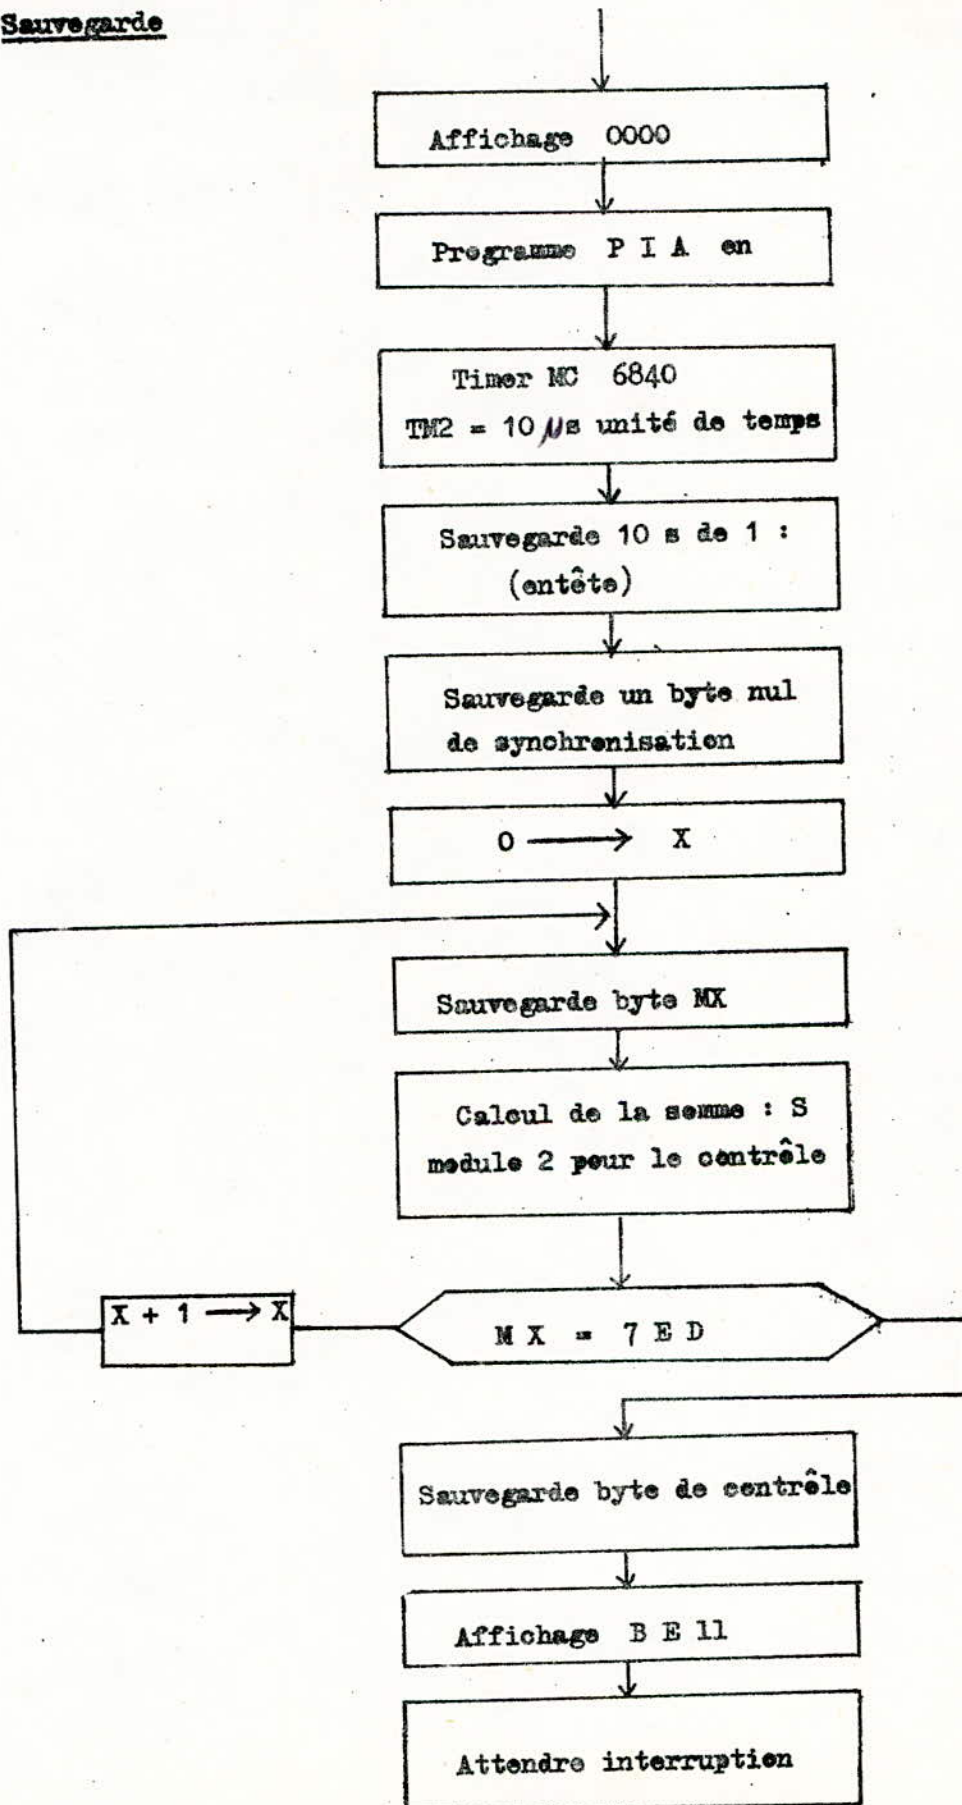 Sauvegarde
Affichage 0000
Programme P I A en
Timer MC 6840
TM2 = 10 µs unité de temps
Sauvegarde 10 s de 1 :
(entête)
Sauvegarde un byte nul
de synchronisation
0 → X
Sauvegarde byte MX
Calcul de la somme : S
module 2 pour le contrôle
X + 1 → X
M X = 7 E D
Sauvegarde byte de contrôle
Affichage B E ll
Attendre interruption